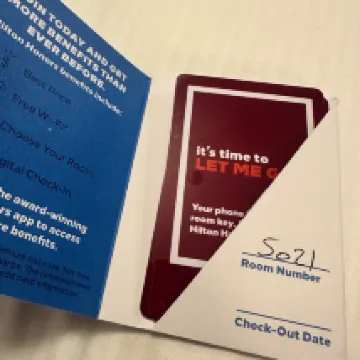 IN TODAY AND GET
MORE BENEFITS THAN
EVER BEFORE.
Hilton Honors benefits include:
Best Price
Free Wi-Fi
Choose Your Room
Digital Check-in
the award-winning
rs app to access
re benefits.
it's time to
LET ME G
Your phone
room key.
Hilton H
5021
Room Number
Check-Out Date